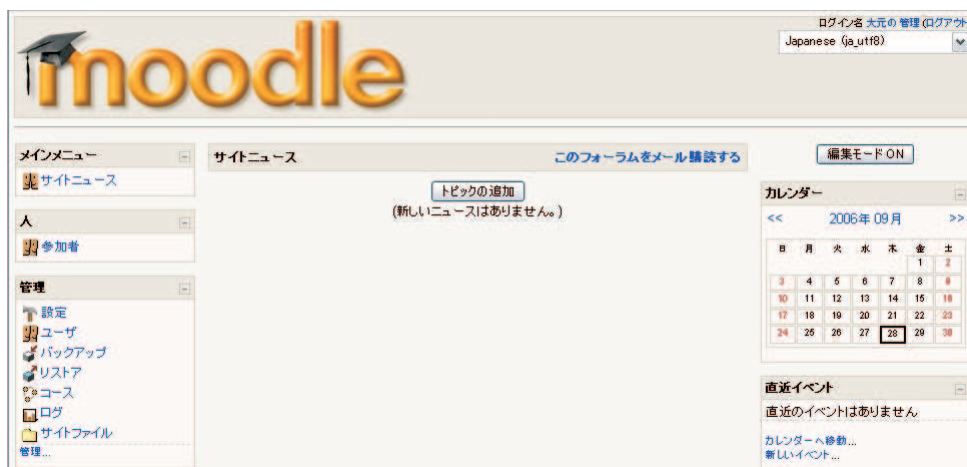 ログイン名 大元の 管理 (ログアウト
Japanese (ja_utf8)
moodle
メインメニュー
サイトニュース
人
参加者
管理
設定
ユーザ
バックアップ
リストア
コース
ログ
サイトファイル
管理...
サイトニュース このフォーラムをメール購読する
トピックの追加
(新しいニュースはありません。)
編集モード ON
カレンダー
<< 2006年 09月 >>
日 月 火 水 木 金 土
1 2
3 4 5 6 7 8 9
10 11 12 13 14 15 16
17 18 19 20 21 22 23
24 25 26 27 28 29 30
直近イベント
直近のイベントはありません
カレンダーへ移動...
新しいイベント...